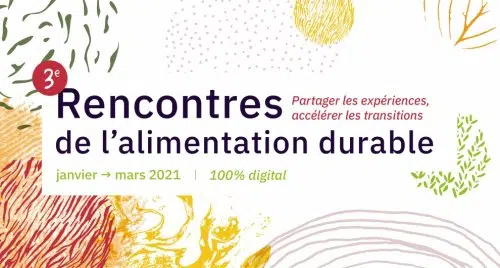 3e
Rencontres
Partager les expériences,
accélérer les transitions
de l'alimentation durable
janvier → mars 2021 | 100% digital